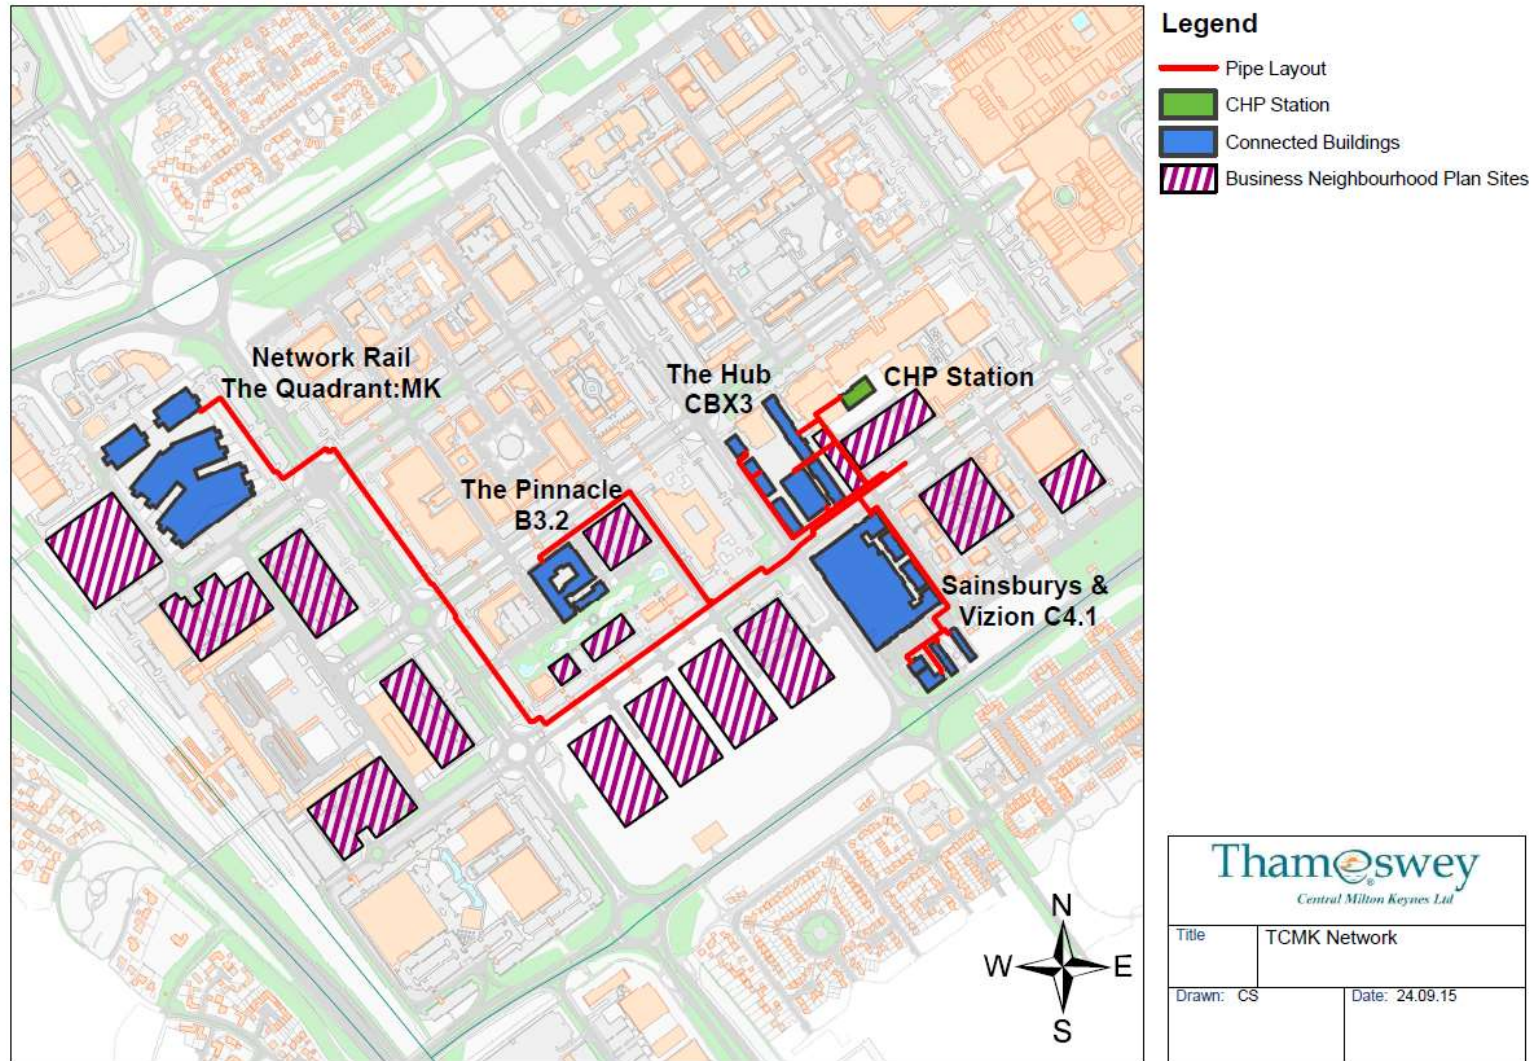 Legend
Pipe Layout
CHP Station
Connected Buildings
Business Neighbourhood Plan Sites
Network Rail
The Quadrant:MK
The Hub
CBX3
CHP Station
The Pinnacle
B3.2
Sainsburys &
Vizion C4.1
N
W
E
S
Thameswey
Central Milton Keynes Ltd
Title
TCMK Network
Drawn: CS
Date: 24.09.15